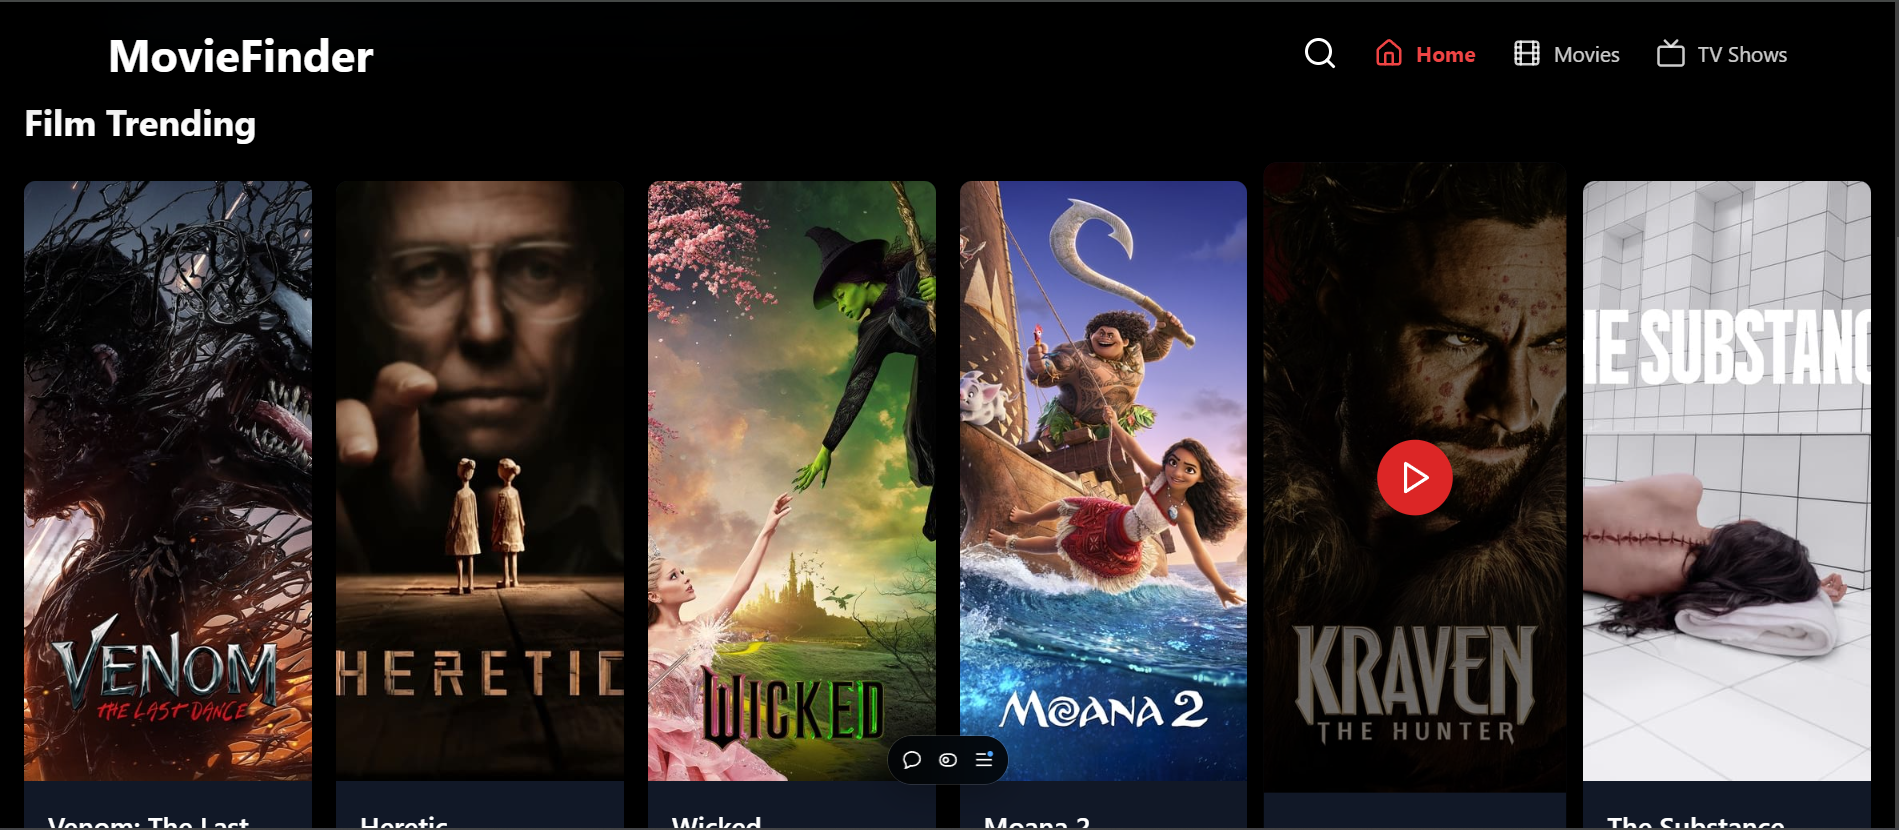 MovieFinder
Home
Movies
TV Shows
Film Trending
VENOM
THE LAST DANCE
HERETIC
WICKED
MOANA 2
KRAVEN
THE HUNTER
HE SUBSTANC
Venom: The Last
Heretic
Wicked
Moana 2
The Substance